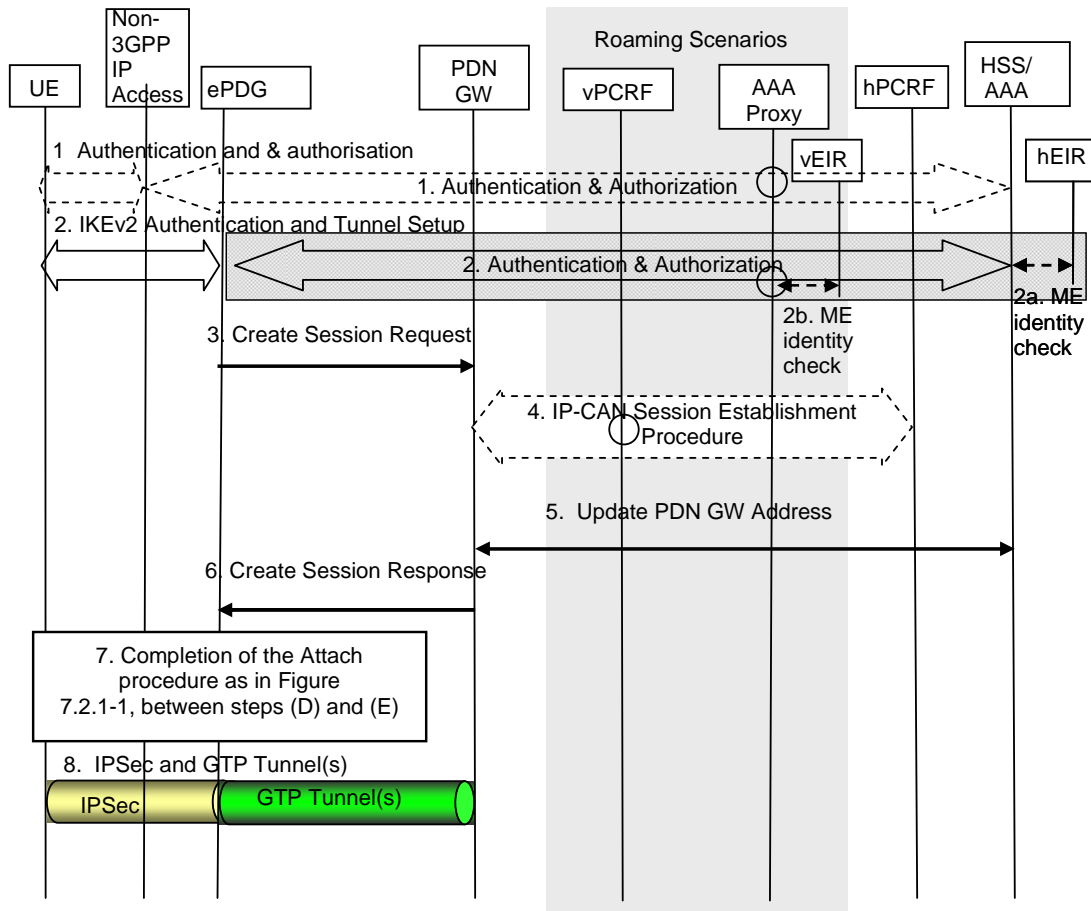 Non-
3GPP
IP
Access
Roaming Scenarios
UE
ePDG
PDN
GW
vPCRF
AAA
Proxy
hPCRF
HSS/
AAA
vEIR
hEIR
1 Authentication and & authorisation
1. Authentication & Authorization
2. IKEv2 Authentication and Tunnel Setup
2. Authentication & Authorization
2a. ME
identity
check
2b. ME
identity
check
3. Create Session Request
4. IP-CAN Session Establishment
Procedure
5. Update PDN GW Address
6. Create Session Response
7. Completion of the Attach
procedure as in Figure
7.2.1-1, between steps (D) and (E)
8. IPSec and GTP Tunnel(s)
IPSec
GTP Tunnel(s)